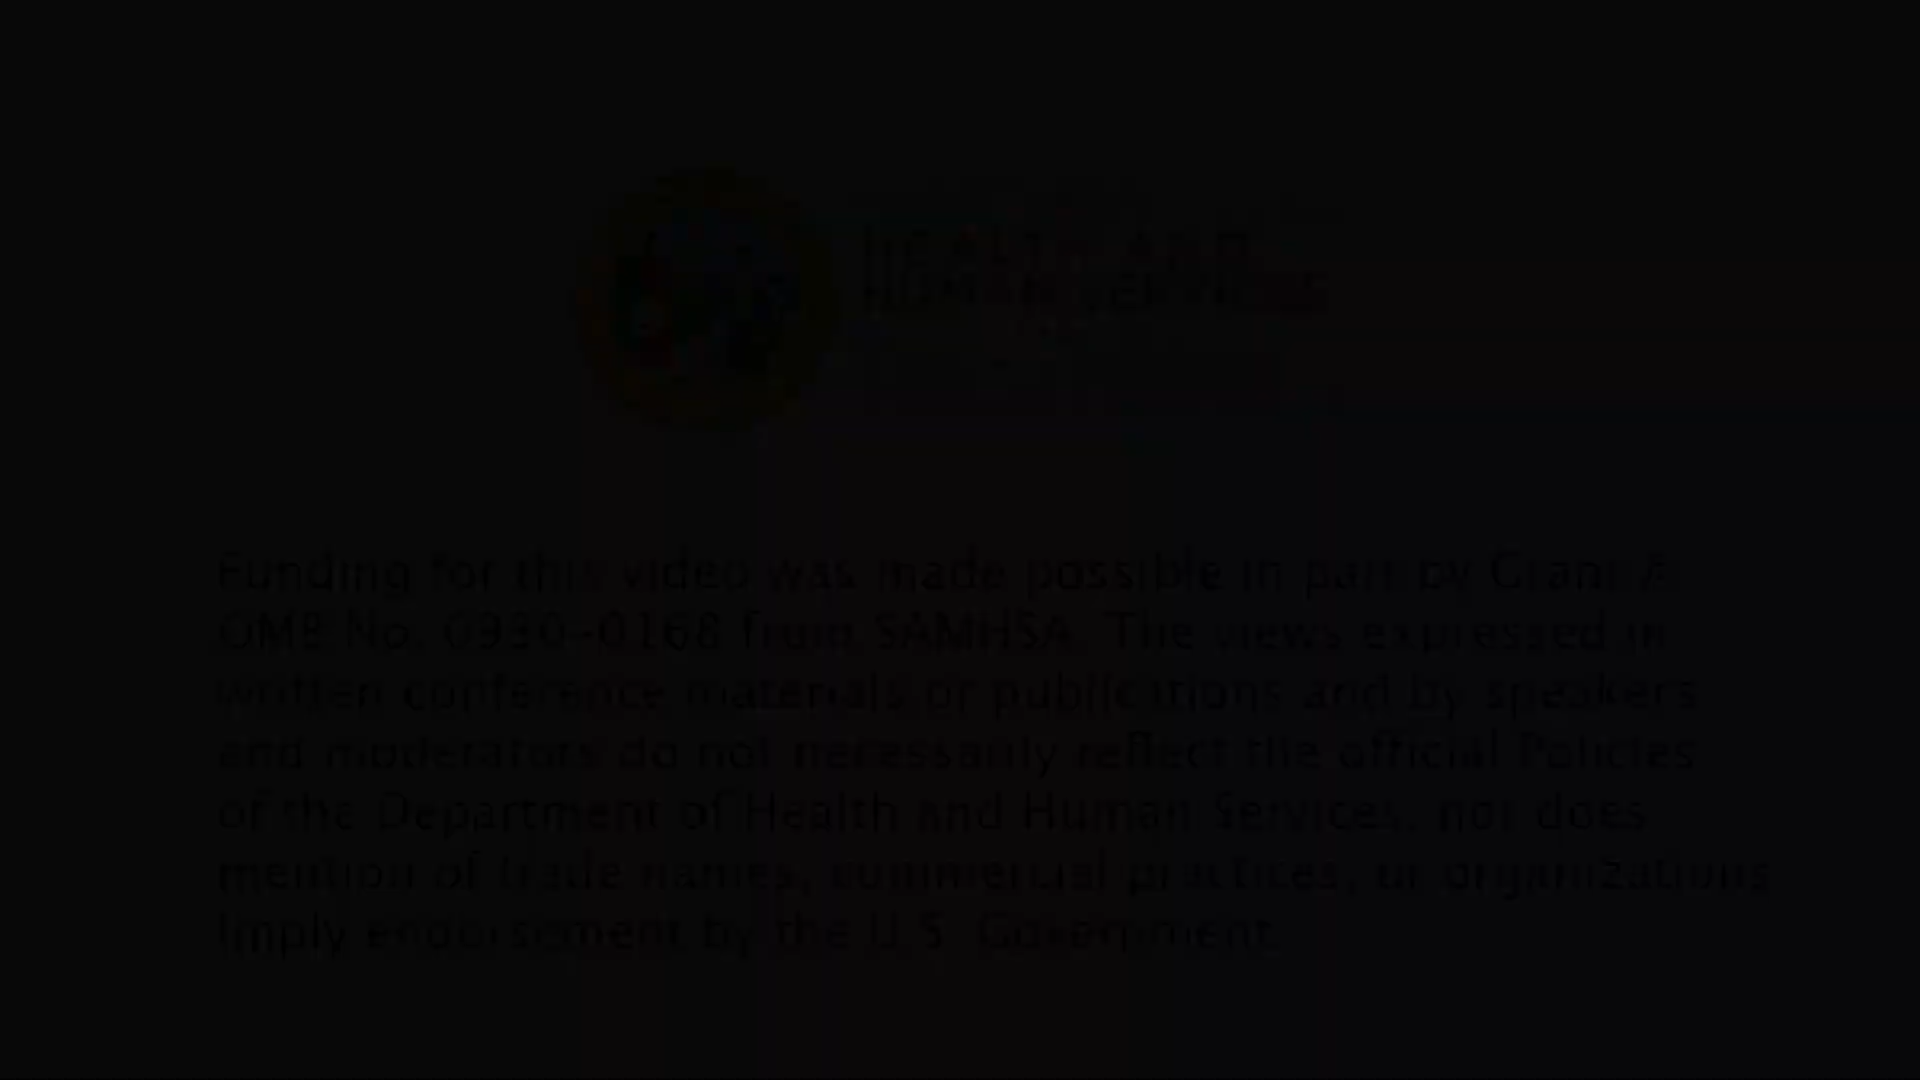 HEALTH AND
HUMAN SERVICES
Funding for this video was made possible in part by Grant #
OMB No. 0930-0168 from SAMHSA. The views expressed in
written conference materials or publications and by speakers
and moderators do not necessarily reflect the official Policies
of the Department of Health and Human Services, nor does
mention of trade names, commercial practices, or organizations
imply endorsement by the U.S. Government.